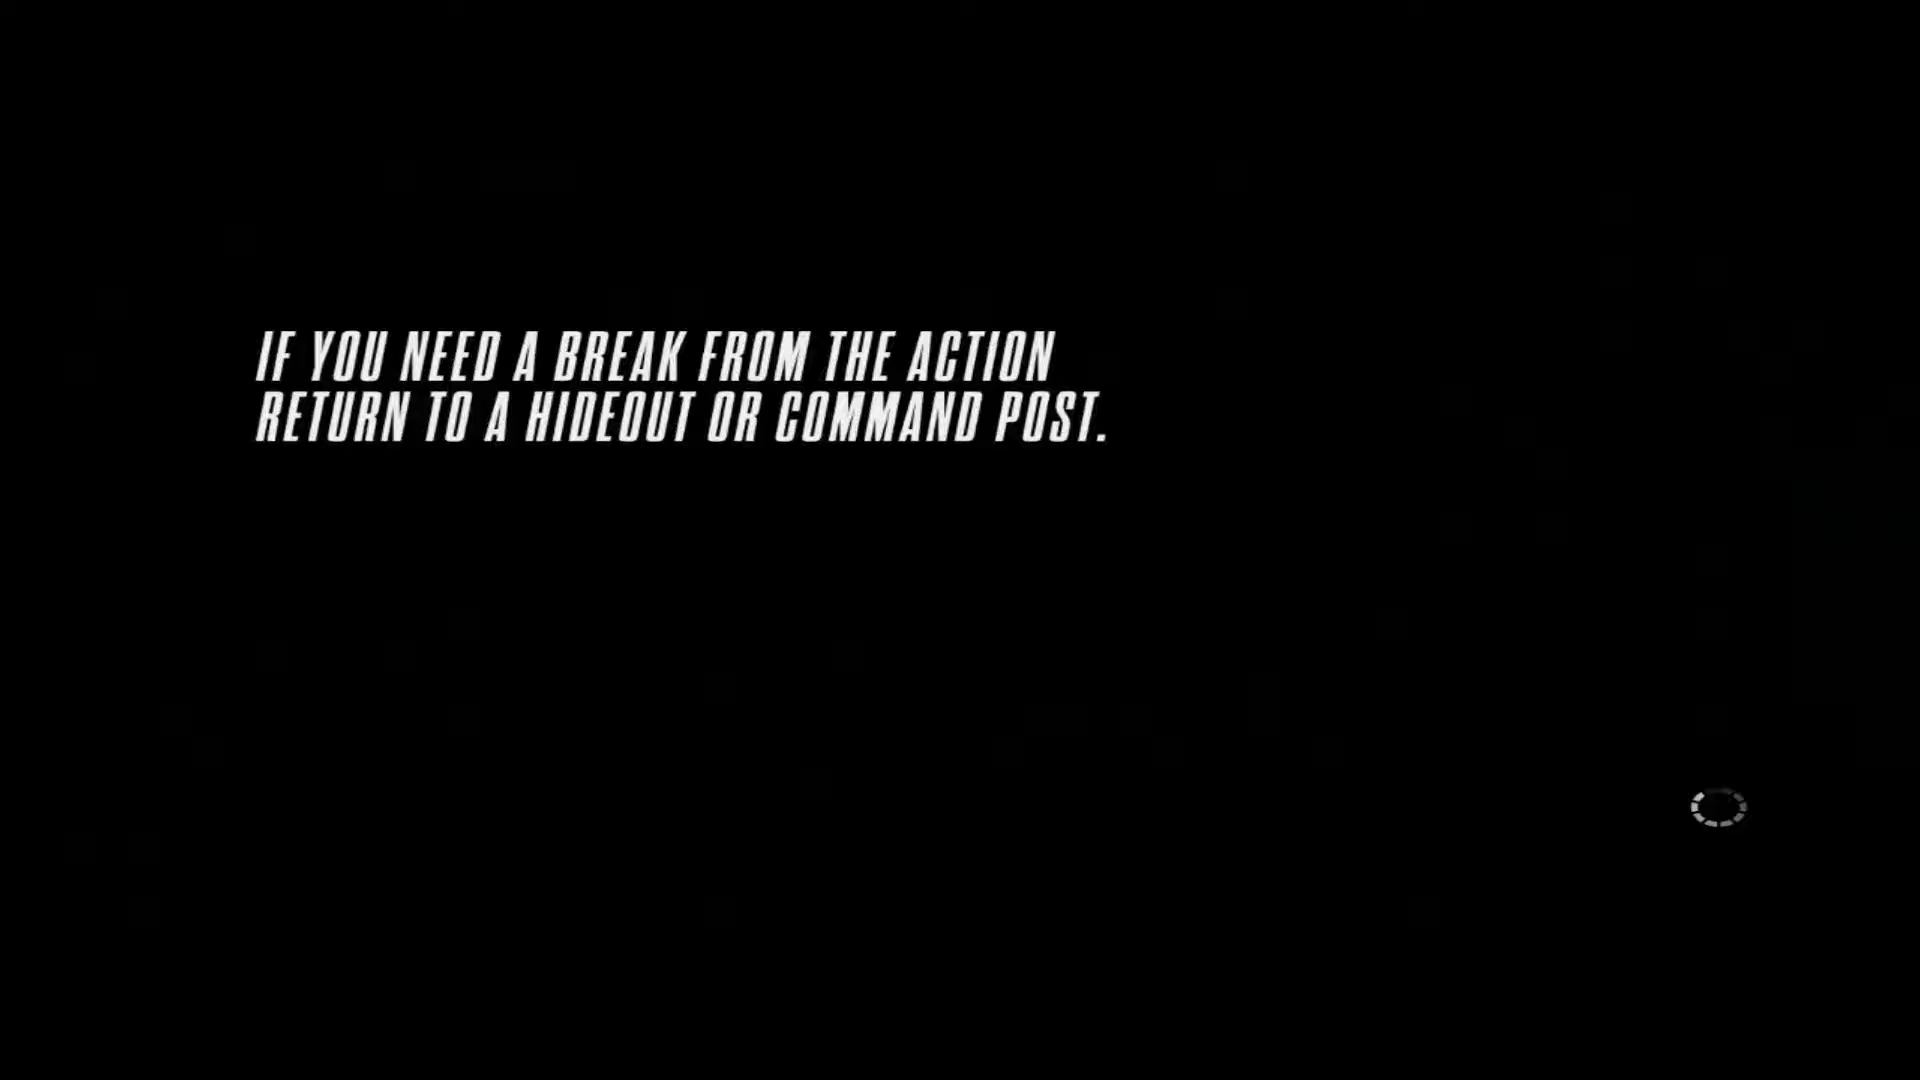 IF YOU NEED A BREAK FROM THE ACTION
RETURN TO A HIDEOUT OR COMMAND POST.